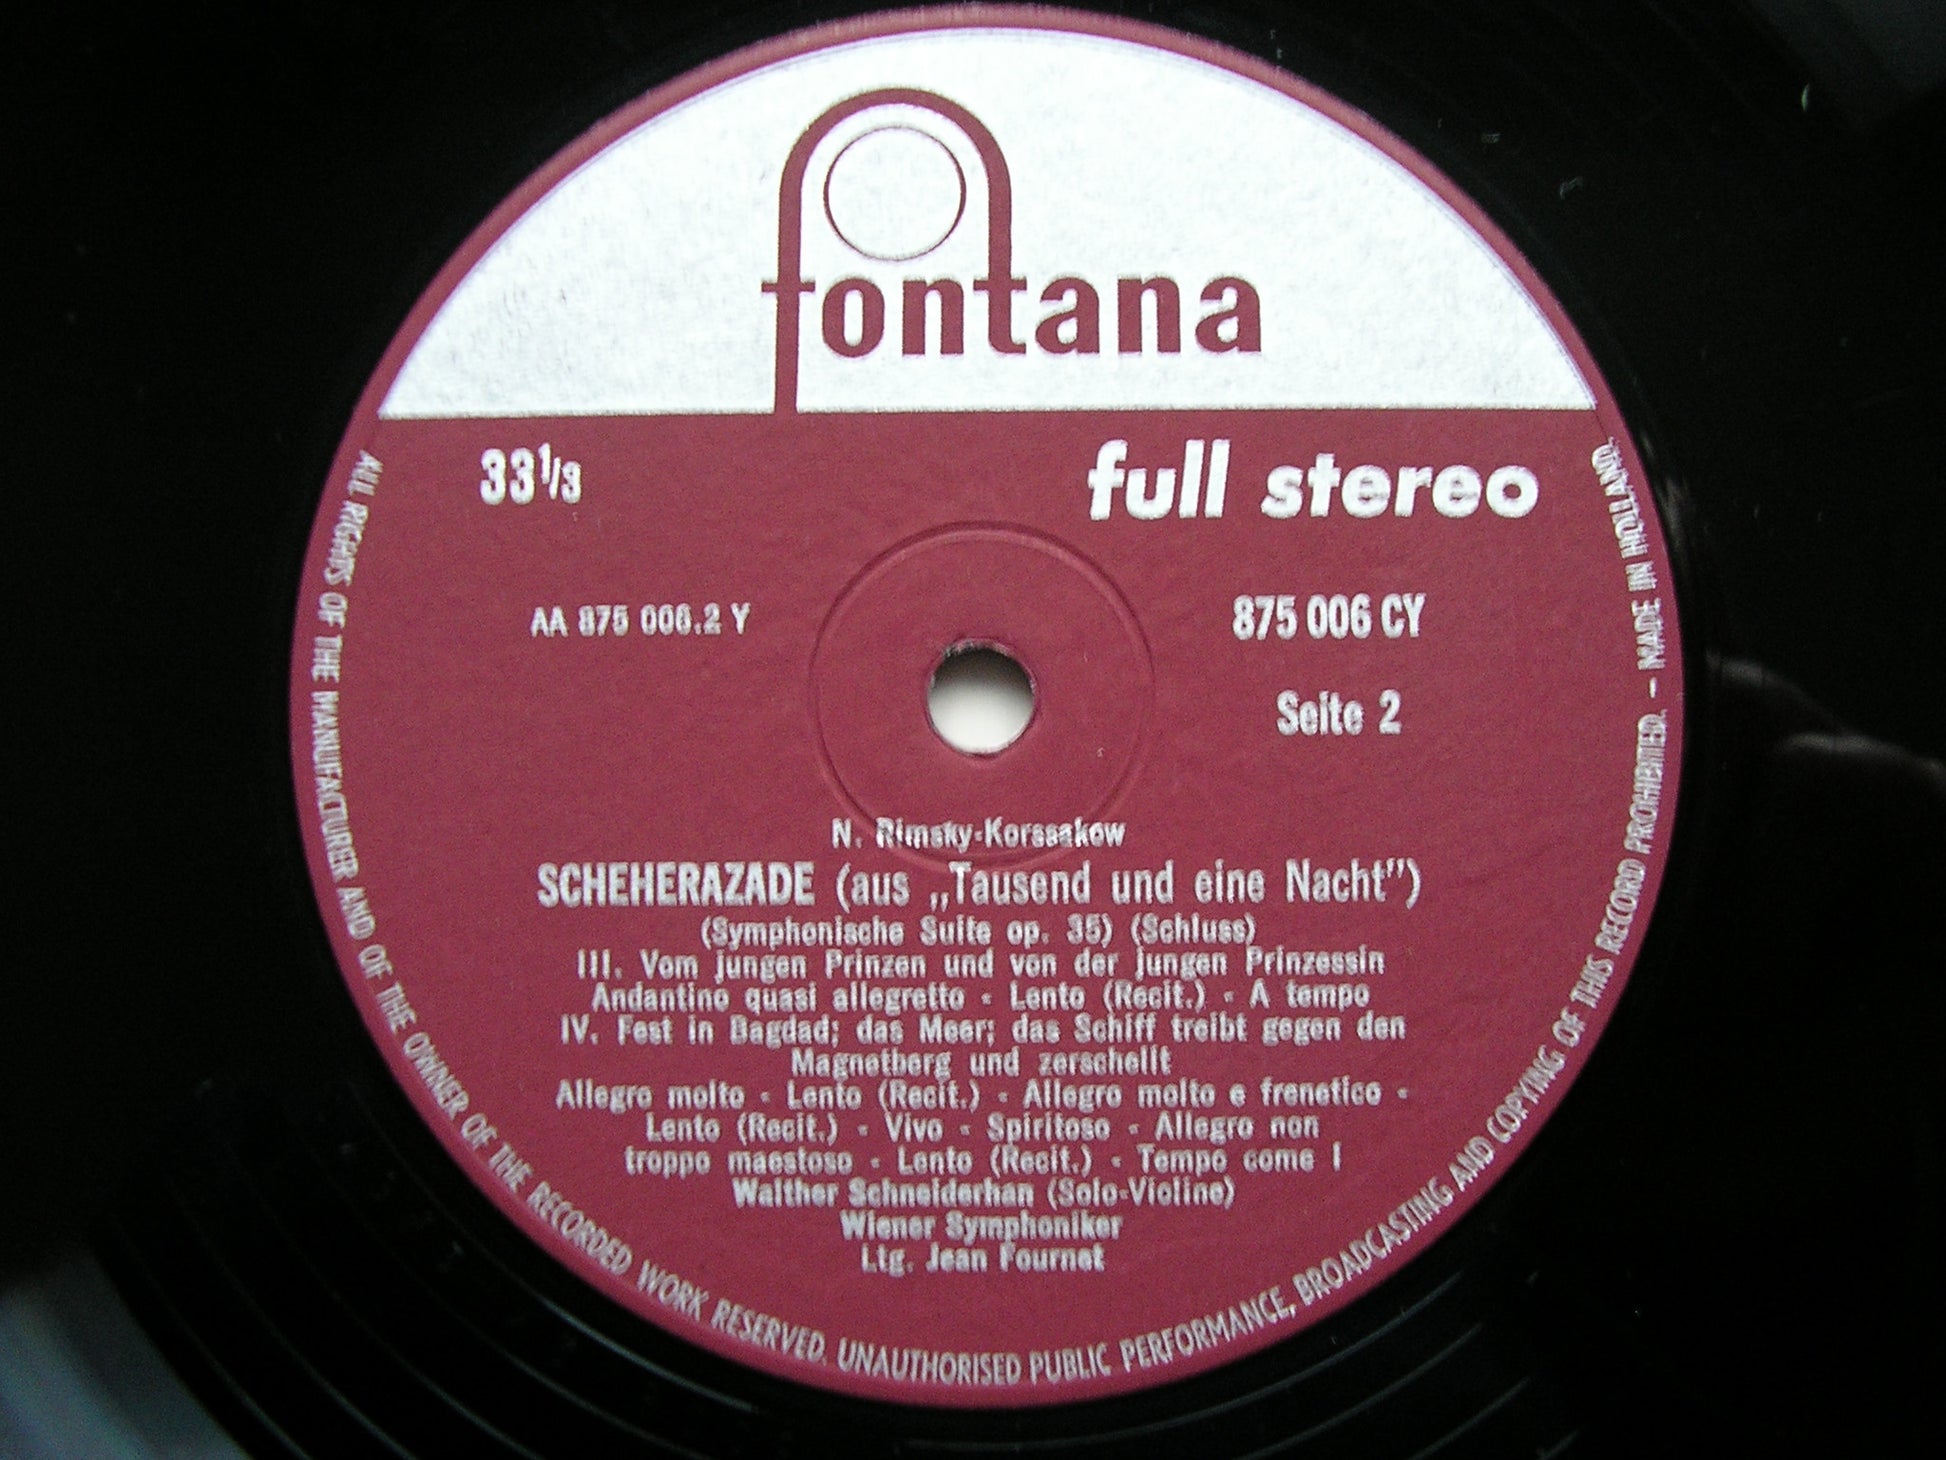 fontana
33 1/3
full stereo
AA 875 006.2 Y
875 006 CY
Seite 2
N. Rimsky-Korssakow
SCHEHERAZADE (aus „Tausend und eine Nacht")
(Symphonische Suite op. 35) (Schluss)
III. Vom jungen Prinzen und von der jungen Prinzessin
Andantino quasi allegretto - Lento (Recit.) - A tempo
IV. Fest in Bagdad; das Meer; das Schiff treibt gegen den
Magnetberg und zerschellt
Allegro molto - Lento (Recit.) - Allegro molto e frenetico -
Lento (Recit.) - Vivo - Spiritoso - Allegro non
troppo maestoso - Lento (Recit.) - Tempo come I
Walther Schneiderhan (Solo-Violine)
Wiener Symphoniker
Ltg. Jean Fournet
ALL RIGHTS OF THE MANUFACTURER AND OF THE OWNER OF THE RECORDED WORK RESERVED. UNAUTHORISED PUBLIC PERFORMANCE, BROADCASTING AND COPYING OF THIS RECORD PROHIBITED. - MADE IN HOLLAND.